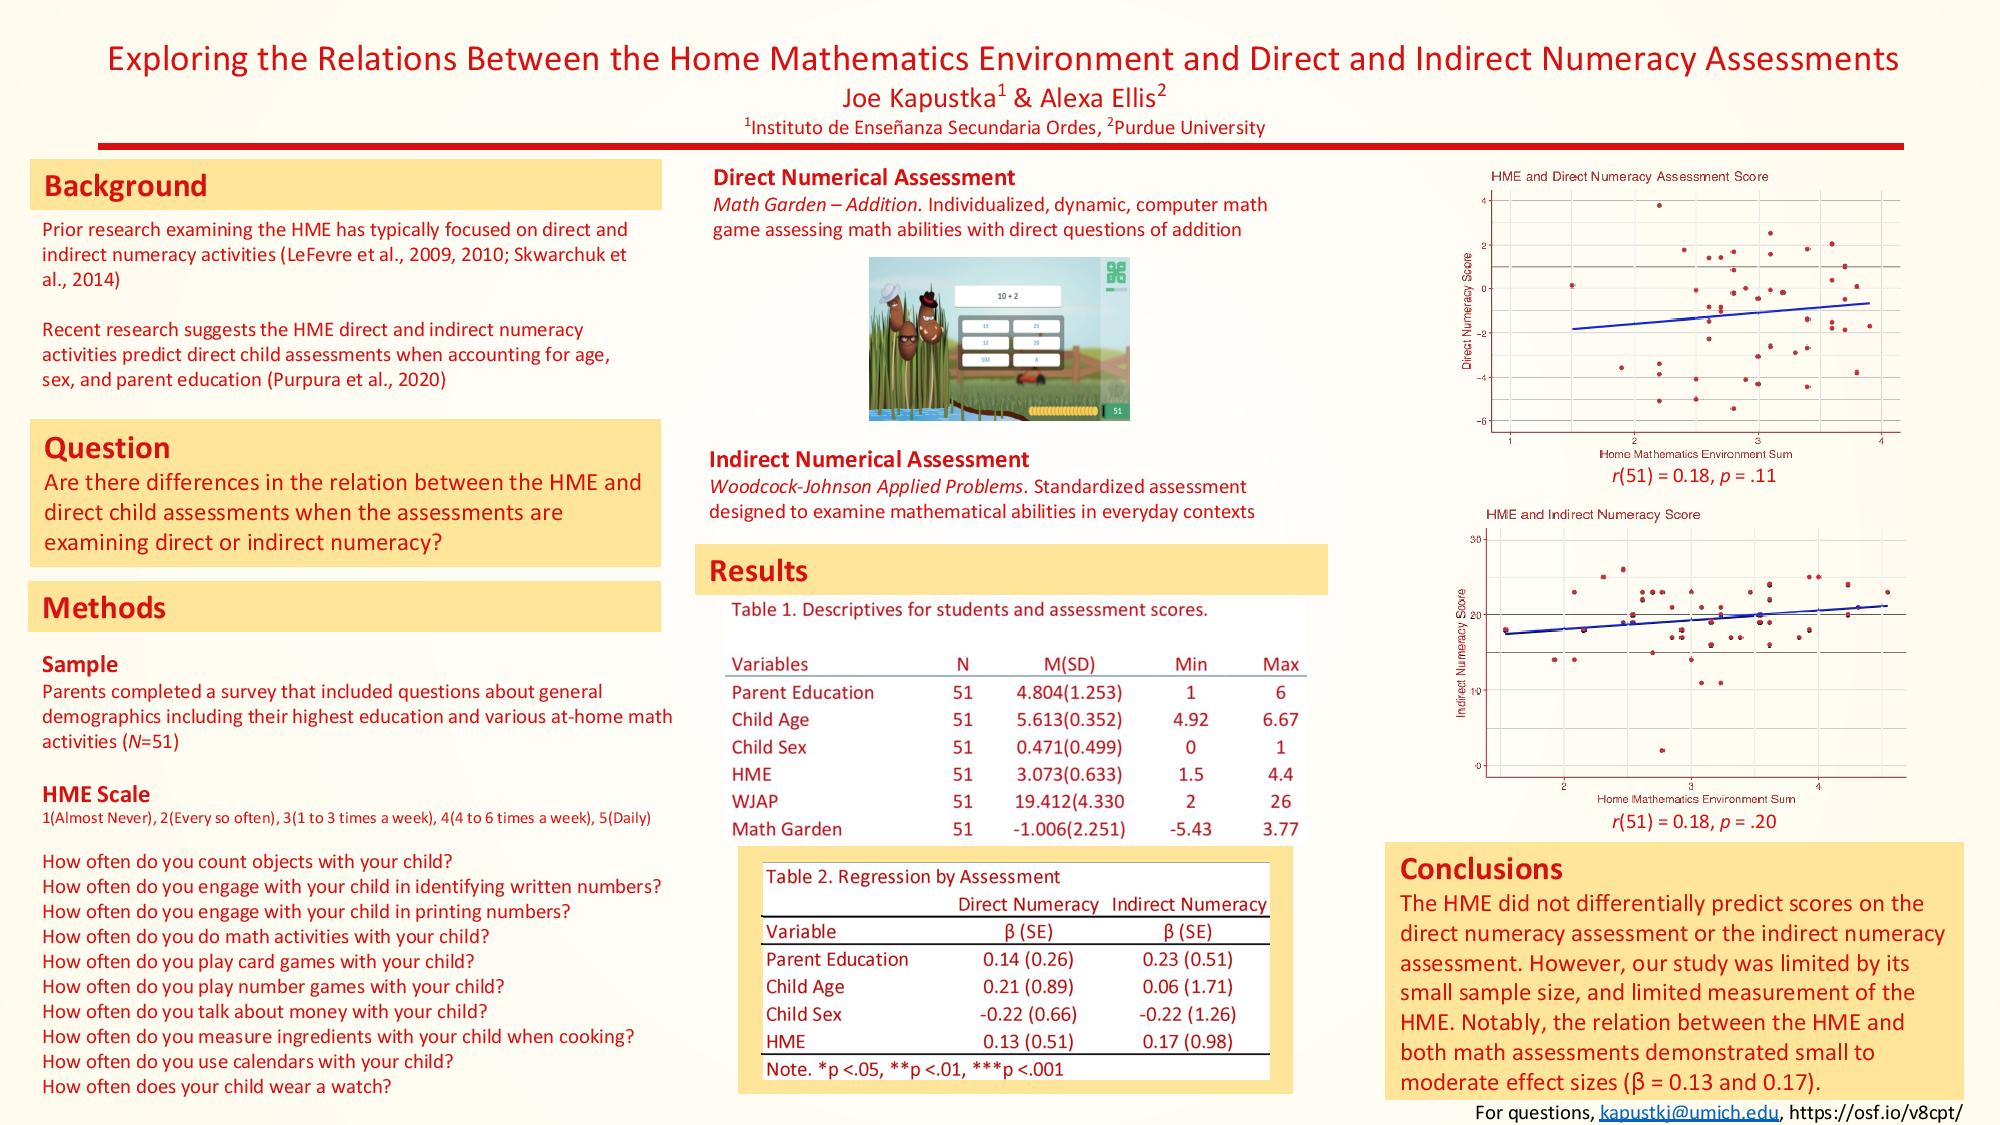 Exploring the Relations Between the Home Mathematics Environment and Direct and Indirect Numeracy Assessments
Joe Kapustka1 & Alexa Ellis2
1Instituto de Enseñanza Secundaria Ordes, 2Purdue University
Background
Prior research examining the HME has typically focused on direct and
indirect numeracy activities (LeFevre et al., 2009, 2010; Skwarchuk et
al., 2014)
Recent research suggests the HME direct and indirect numeracy
activities predict direct child assessments when accounting for age,
sex, and parent education (Purpura et al., 2020)
Question
Are there differences in the relation between the HME and
direct child assessments when the assessments are
examining direct or indirect numeracy?
Methods
Sample
Parents completed a survey that included questions about general
demographics including their highest education and various at-home math
activities (N=51)
HME Scale
1(Almost Never), 2(Every so often), 3(1 to 3 times a week), 4(4 to 6 times a week), 5(Daily)
How often do you count objects with your child?
How often do you engage with your child in identifying written numbers?
How often do you engage with your child in printing numbers?
How often do you do math activities with your child?
How often do you play card games with your child?
How often do you play number games with your child?
How often do you talk about money with your child?
How often do you measure ingredients with your child when cooking?
How often do you use calendars with your child?
How often does your child wear a watch?
Direct Numerical Assessment
Math Garden – Addition. Individualized, dynamic, computer math
game assessing math abilities with direct questions of addition
10 + 2
13 21
12 20
102 8
51
Indirect Numerical Assessment
Woodcock-Johnson Applied Problems. Standardized assessment
designed to examine mathematical abilities in everyday contexts
Results
Table 1. Descriptives for students and assessment scores.
Variables N M(SD) Min Max
Parent Education 51 4.804(1.253) 1 6
Child Age 51 5.613(0.352) 4.92 6.67
Child Sex 51 0.471(0.499) 0 1
HME 51 3.073(0.633) 1.5 4.4
WJAP 51 19.412(4.330 2 26
Math Garden 51 -1.006(2.251) -5.43 3.77
Table 2. Regression by Assessment
Direct Numeracy Indirect Numeracy
Variable β (SE) β (SE)
Parent Education 0.14 (0.26) 0.23 (0.51)
Child Age 0.21 (0.89) 0.06 (1.71)
Child Sex -0.22 (0.66) -0.22 (1.26)
HME 0.13 (0.51) 0.17 (0.98)
Note. *p <.05, **p <.01, ***p <.001
HME and Direct Numeracy Assessment Score
Direct Numeracy Score
4
2
0
−2
−4
−6
1 2 3 4
Home Mathematics Environment Sum
r(51) = 0.18, p = .11
HME and Indirect Numeracy Score
Indirect Numeracy Score
30
20
10
0
2 3 4
Home Mathematics Environment Sum
r(51) = 0.18, p = .20
Conclusions
The HME did not differentially predict scores on the
direct numeracy assessment or the indirect numeracy
assessment. However, our study was limited by its
small sample size, and limited measurement of the
HME. Notably, the relation between the HME and
both math assessments demonstrated small to
moderate effect sizes (β = 0.13 and 0.17).
For questions, kapustkj@umich.edu, https://osf.io/v8cpt/